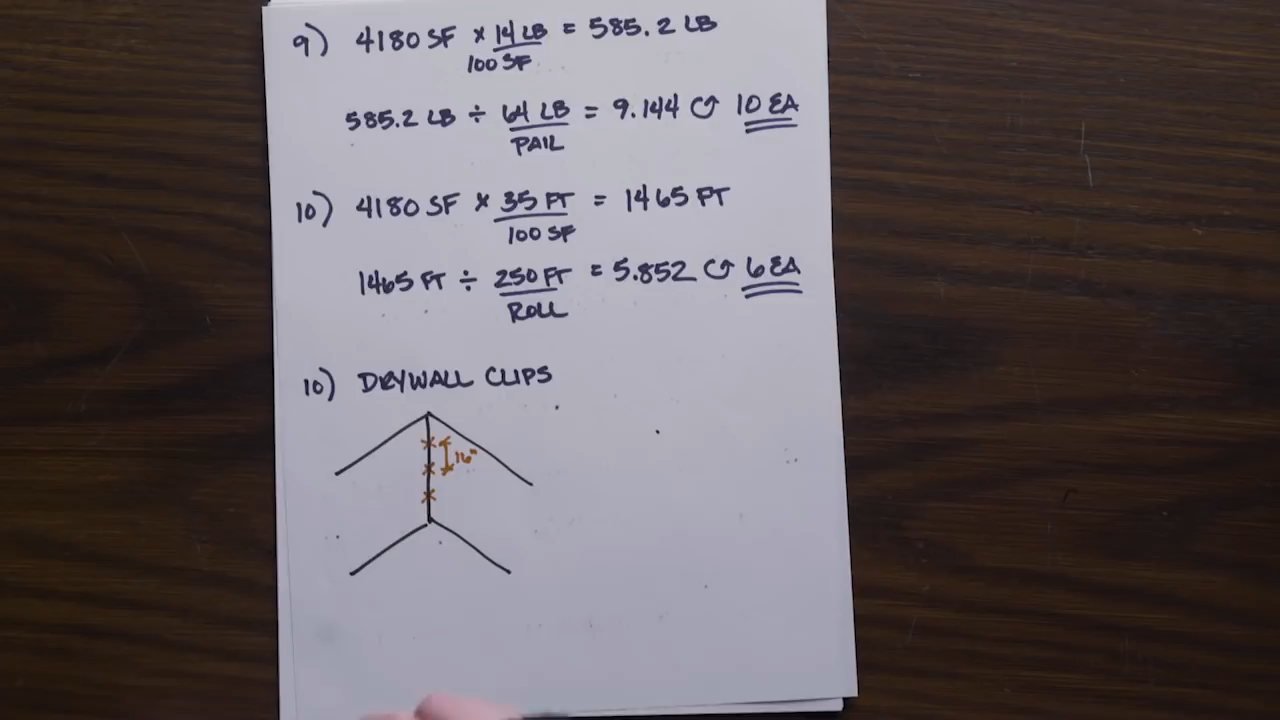 9) 4180 SF × 14 LB = 585.2 LB
100 SF
585.2 LB ÷ 64 LB = 9.144 ↺ 10 EA
PAIL
10) 4180 SF × 35 FT = 1465 FT
100 SF
1465 FT ÷ 250 FT = 5.852 ↺ 6 EA
ROLL
10) DRYWALL CLIPS
16"